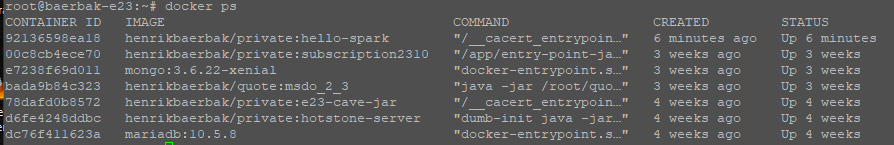 root@baerbak-e23:~# docker ps
CONTAINER ID   IMAGE                                COMMAND                  CREATED         STATUS
92136598ea18   henrikbaerbak/private:hello-spark    "/__cacert_entrypoin…"   6 minutes ago   Up 6 minutes
00c8cb4ece70   henrikbaerbak/private:subscription2310   "/app/entry-point-ja…"   3 weeks ago   Up 3 weeks
e7238f69d011   mongo:3.6.22-xenial                  "docker-entrypoint.s…"   3 weeks ago     Up 3 weeks
bada9b84c323   henrikbaerbak/quote:msdo_2_3         "java -jar /root/quo…"   3 weeks ago     Up 3 weeks
78dafd0b8572   henrikbaerbak/private:e23-cave-jar   "/__cacert_entrypoin…"   4 weeks ago     Up 4 weeks
d6fe4248ddbc   henrikbaerbak/private:hotstone-server   "dumb-init java -jar…"   4 weeks ago   Up 4 weeks
dc76f411623a   mariadb:10.5.8                       "docker-entrypoint.s…"   4 weeks ago     Up 4 weeks